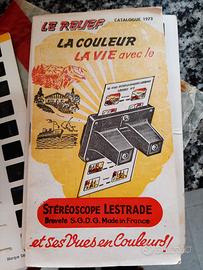 LE RELIEF
CATALOGUE 1973
LA COULEUR
LA VIE avec le
STÉRÉOSCOPE LESTRADE
Breveté S.G.D.G. Made in France
et ses Vues en Couleurs!